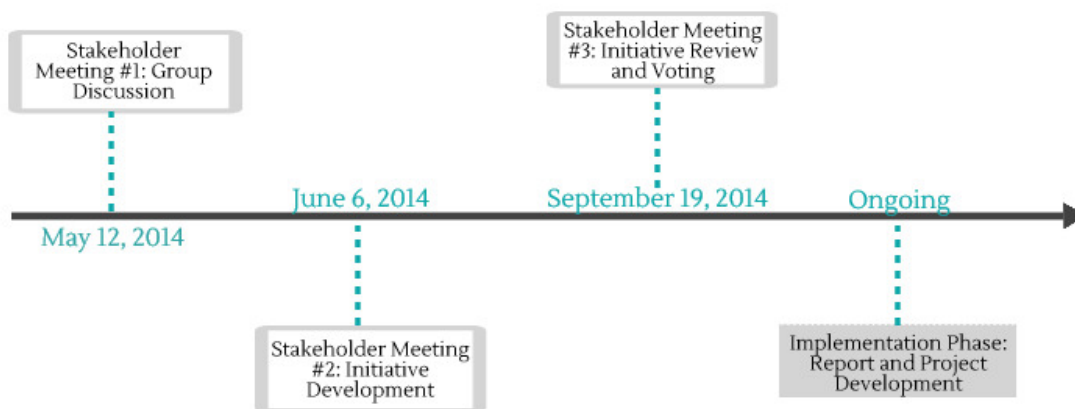 Stakeholder
Meeting #1: Group
Discussion
May 12, 2014
June 6, 2014
Stakeholder Meeting
#2: Initiative
Development
Stakeholder Meeting
#3: Initiative Review
and Voting
September 19, 2014
Ongoing
Implementation Phase:
Report and Project
Development